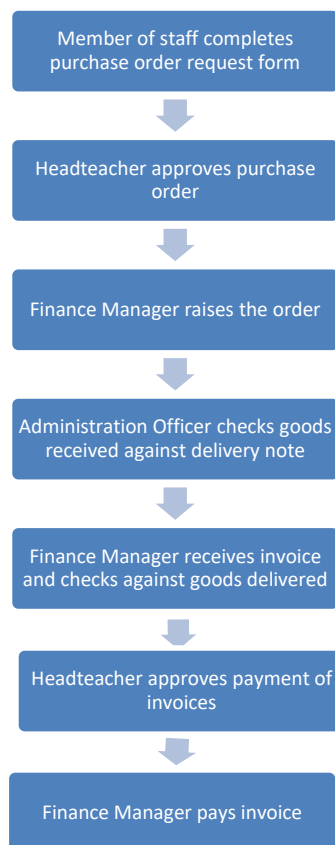 Member of staff completes
purchase order request form
Headteacher approves purchase
order
Finance Manager raises the order
Administration Officer checks goods
received against delivery note
Finance Manager receives invoice
and checks against goods delivered
Headteacher approves payment of
invoices
Finance Manager pays invoice